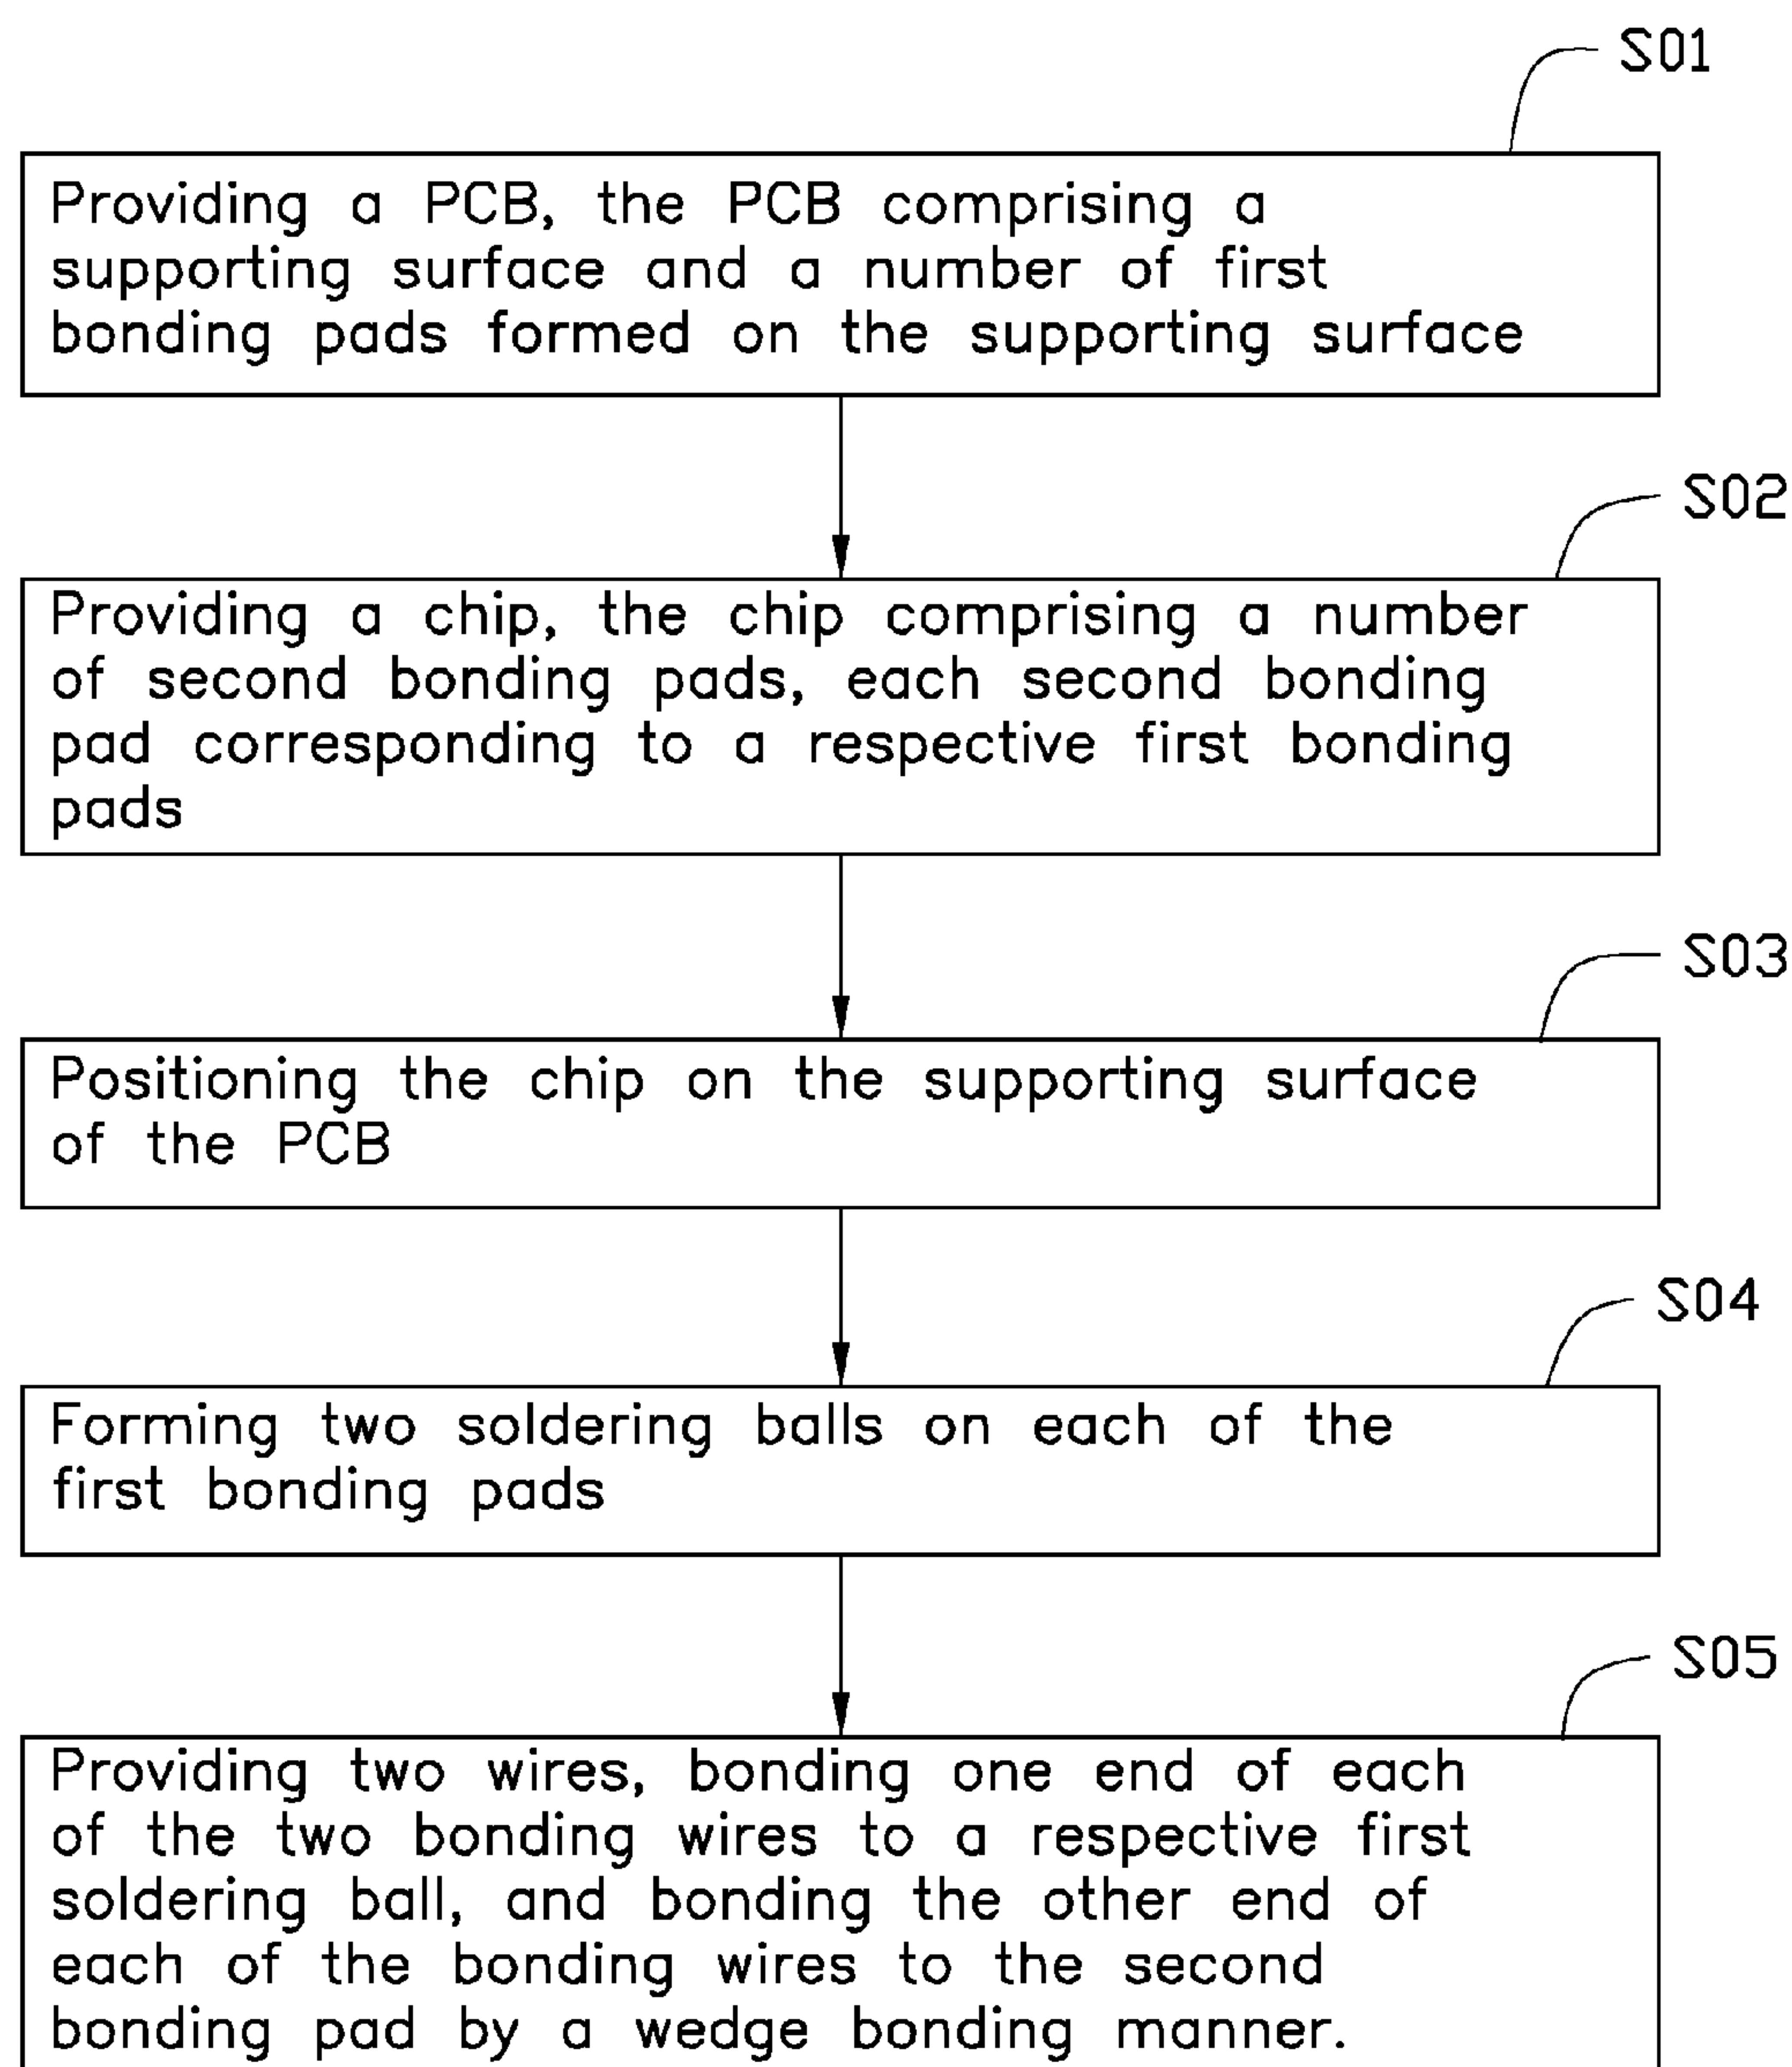 S01
Providing a PCB, the PCB comprising a
supporting surface and a number of first
bonding pads formed on the supporting surface
S02
Providing a chip, the chip comprising a number
of second bonding pads, each second bonding
pad corresponding to a respective first bonding
pads
S03
Positioning the chip on the supporting surface
of the PCB
S04
Forming two soldering balls on each of the
first bonding pads
S05
Providing two wires, bonding one end of each
of the two bonding wires to a respective first
soldering ball, and bonding the other end of
each of the bonding wires to the second
bonding pad by a wedge bonding manner.